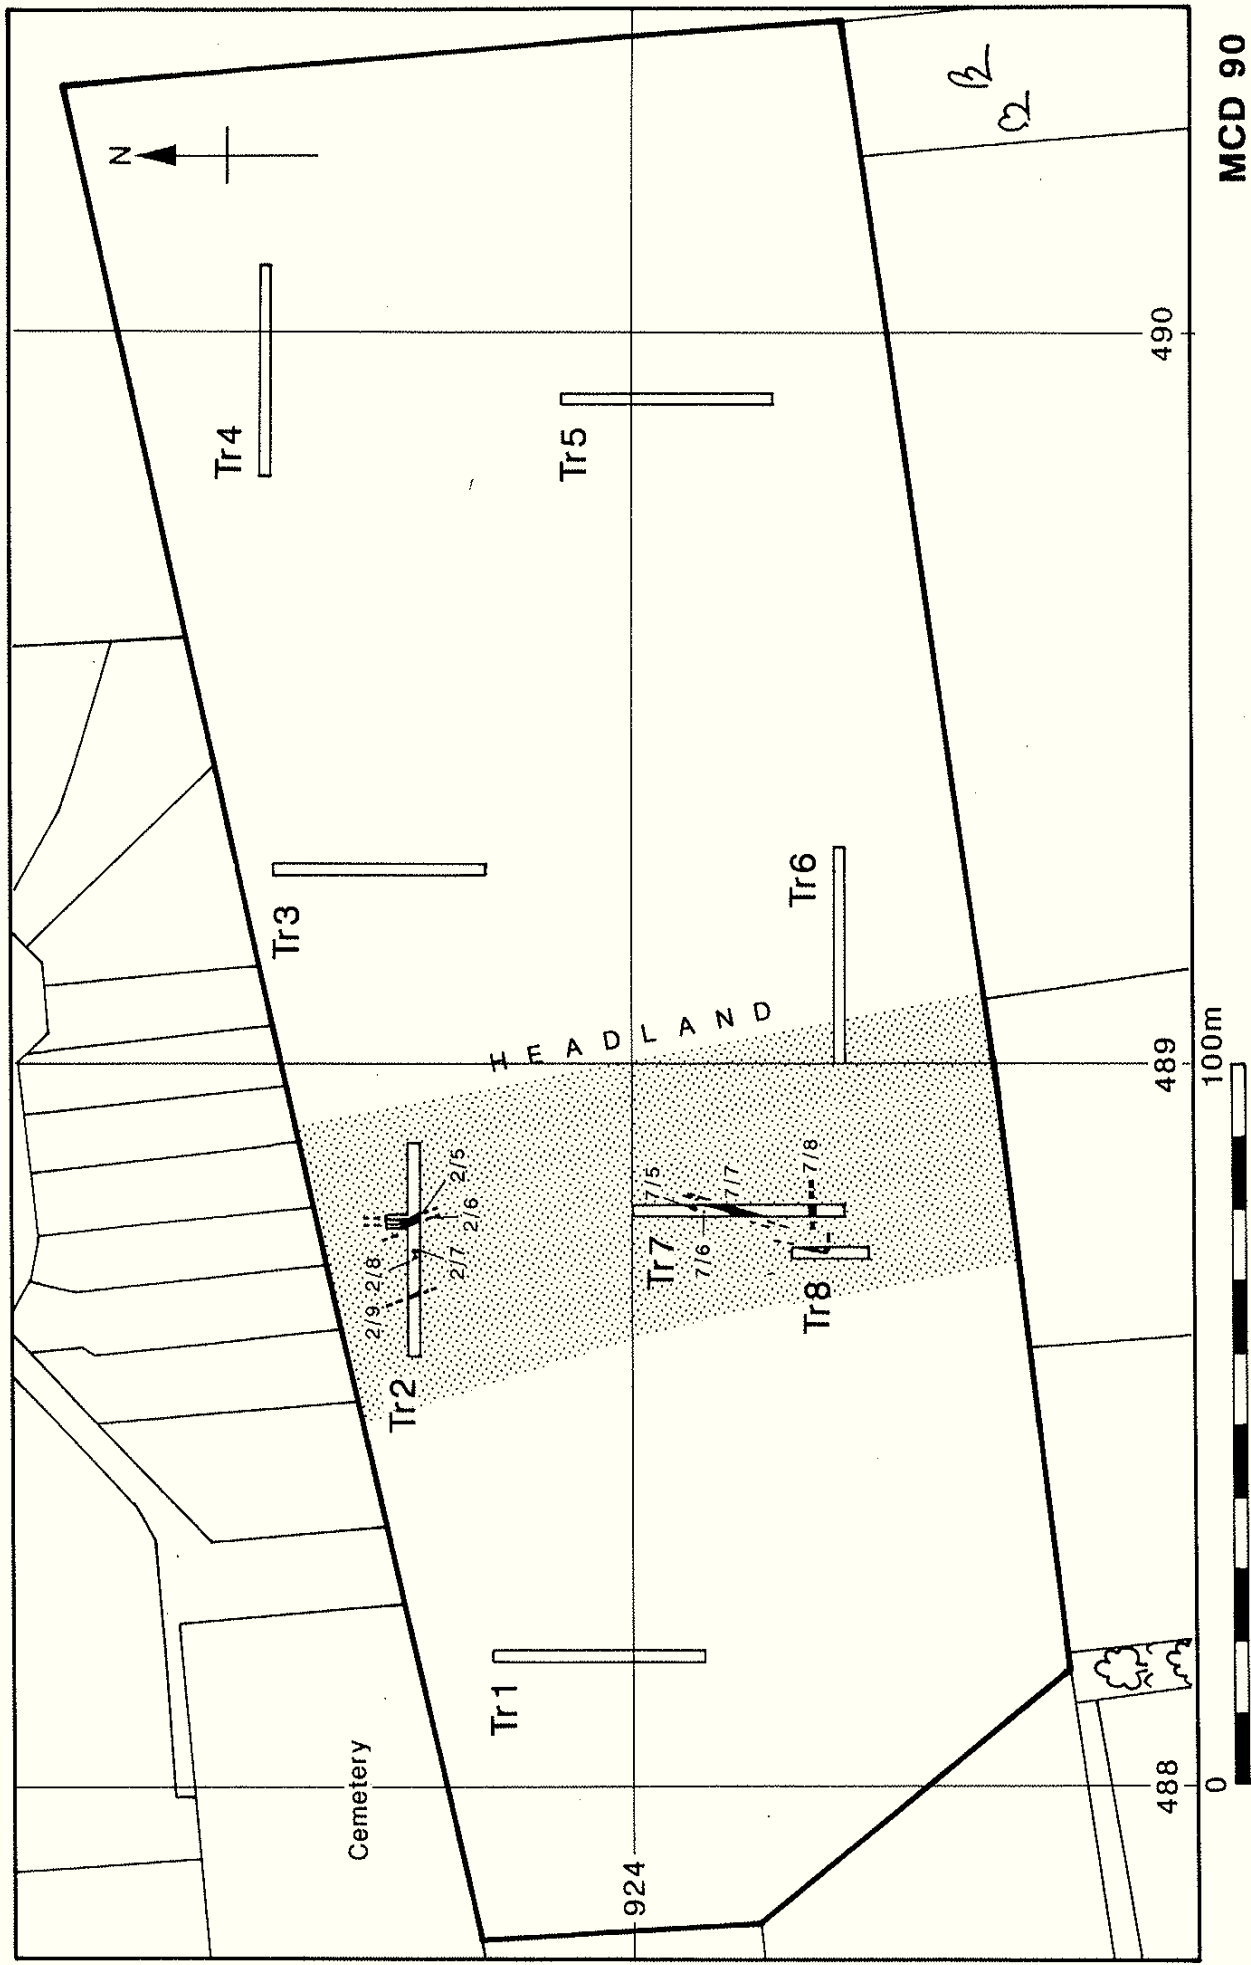 N
Tr4
Tr5
Tr3
Tr6
HEADLAND
2/5
2/6
2/7
2/8
2/9
Tr2
7/5
7/7
7/8
7/6
Tr7
Tr8
Tr1
Cemetery
924
488
489
490
0
100m
MCD 90